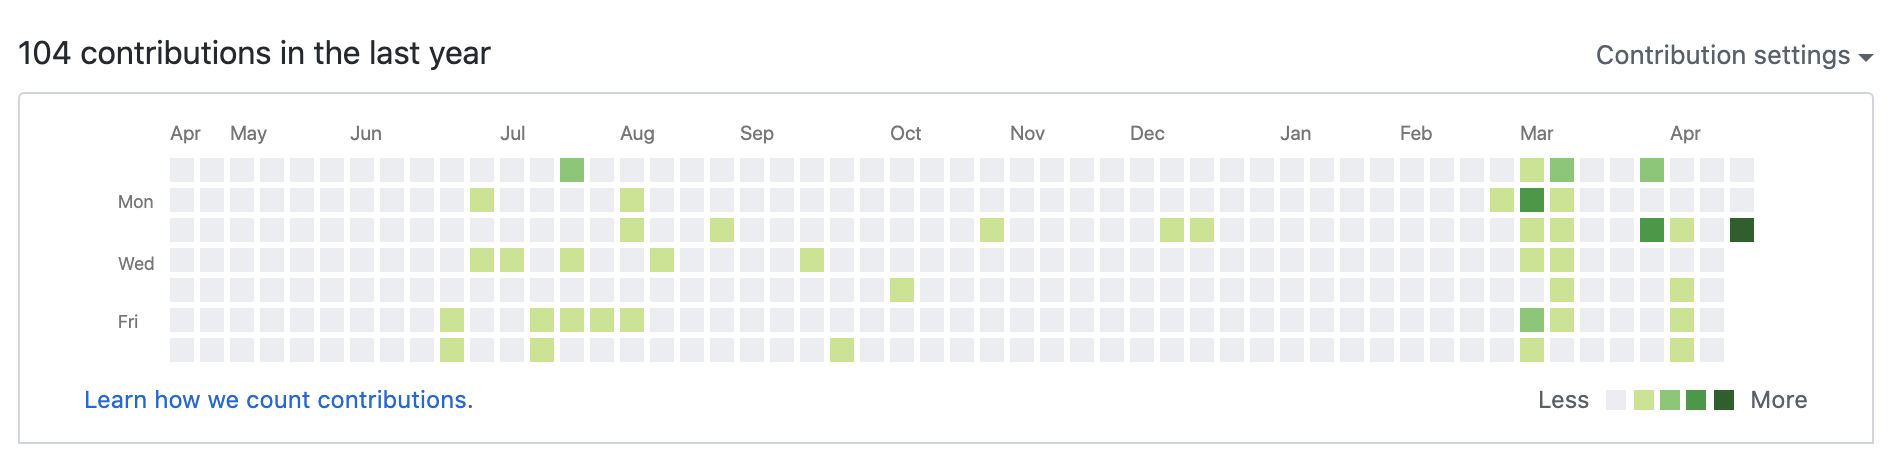 104 contributions in the last year
Contribution settings
Apr May Jun Jul Aug Sep Oct Nov Dec Jan Feb Mar Apr
Mon
Wed
Fri
Learn how we count contributions.
Less More